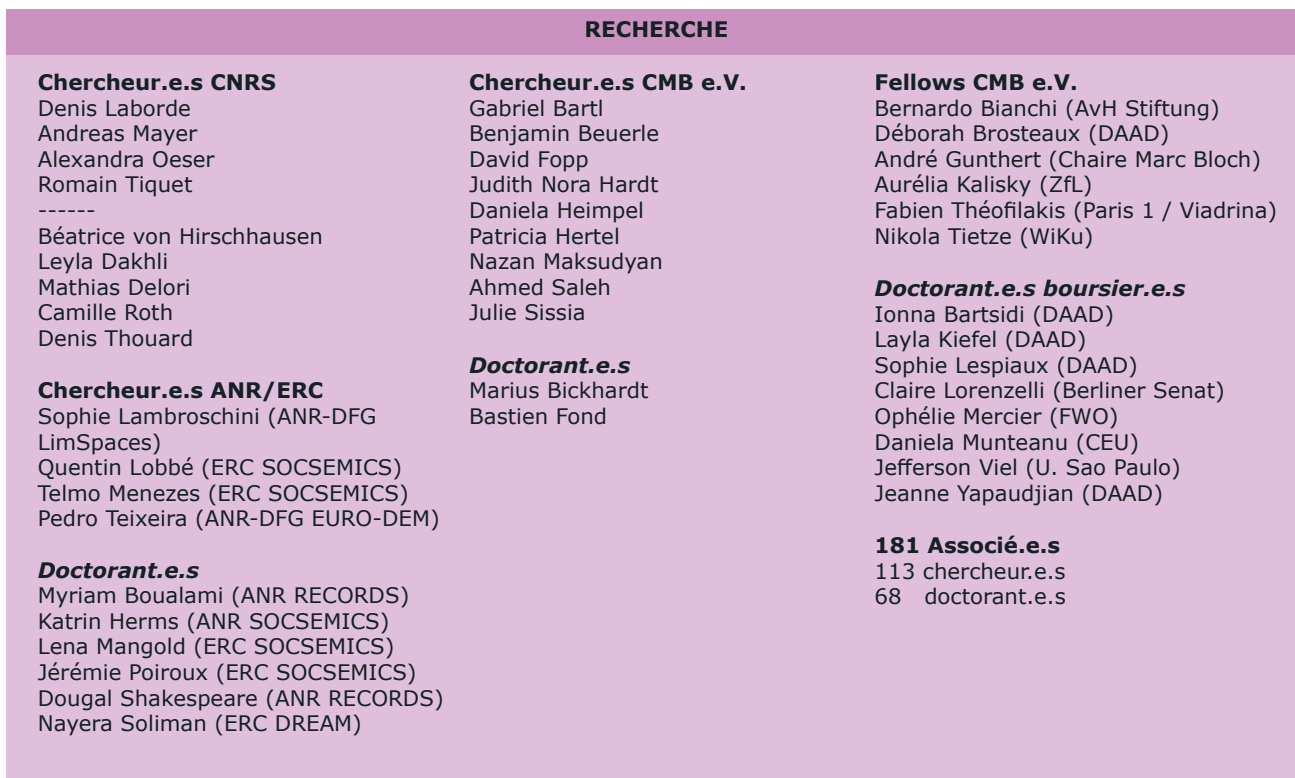 RECHERCHE
Chercheur.e.s CNRS
Denis Laborde
Andreas Mayer
Alexandra Oeser
Romain Tiquet
------
Béatrice von Hirschhausen
Leyla Dakhli
Mathias Delori
Camille Roth
Denis Thouard
Chercheur.e.s ANR/ERC
Sophie Lambroschini (ANR-DFG
LimSpaces)
Quentin Lobbé (ERC SOCSEMICS)
Telmo Menezes (ERC SOCSEMICS)
Pedro Teixeira (ANR-DFG EURO-DEM)
Doctorant.e.s
Myriam Boualami (ANR RECORDS)
Katrin Herms (ANR SOCSEMICS)
Lena Mangold (ERC SOCSEMICS)
Jérémie Poiroux (ERC SOCSEMICS)
Dougal Shakespeare (ANR RECORDS)
Nayera Soliman (ERC DREAM)
Chercheur.e.s CMB e.V.
Gabriel Bartl
Benjamin Beuerle
David Fopp
Judith Nora Hardt
Daniela Heimpel
Patricia Hertel
Nazan Maksudyan
Ahmed Saleh
Julie Sissia
Doctorant.e.s
Marius Bickhardt
Bastien Fond
Fellows CMB e.V.
Bernardo Bianchi (AvH Stiftung)
Déborah Brosteaux (DAAD)
André Gunthert (Chaire Marc Bloch)
Aurélia Kalisky (ZfL)
Fabien Théofilakis (Paris 1 / Viadrina)
Nikola Tietze (WiKu)
Doctorant.e.s boursier.e.s
Ionna Bartsidi (DAAD)
Layla Kiefel (DAAD)
Sophie Lespiaux (DAAD)
Claire Lorenzelli (Berliner Senat)
Ophélie Mercier (FWO)
Daniela Munteanu (CEU)
Jefferson Viel (U. Sao Paulo)
Jeanne Yapaudjian (DAAD)
181 Associé.e.s
113 chercheur.e.s
68 doctorant.e.s